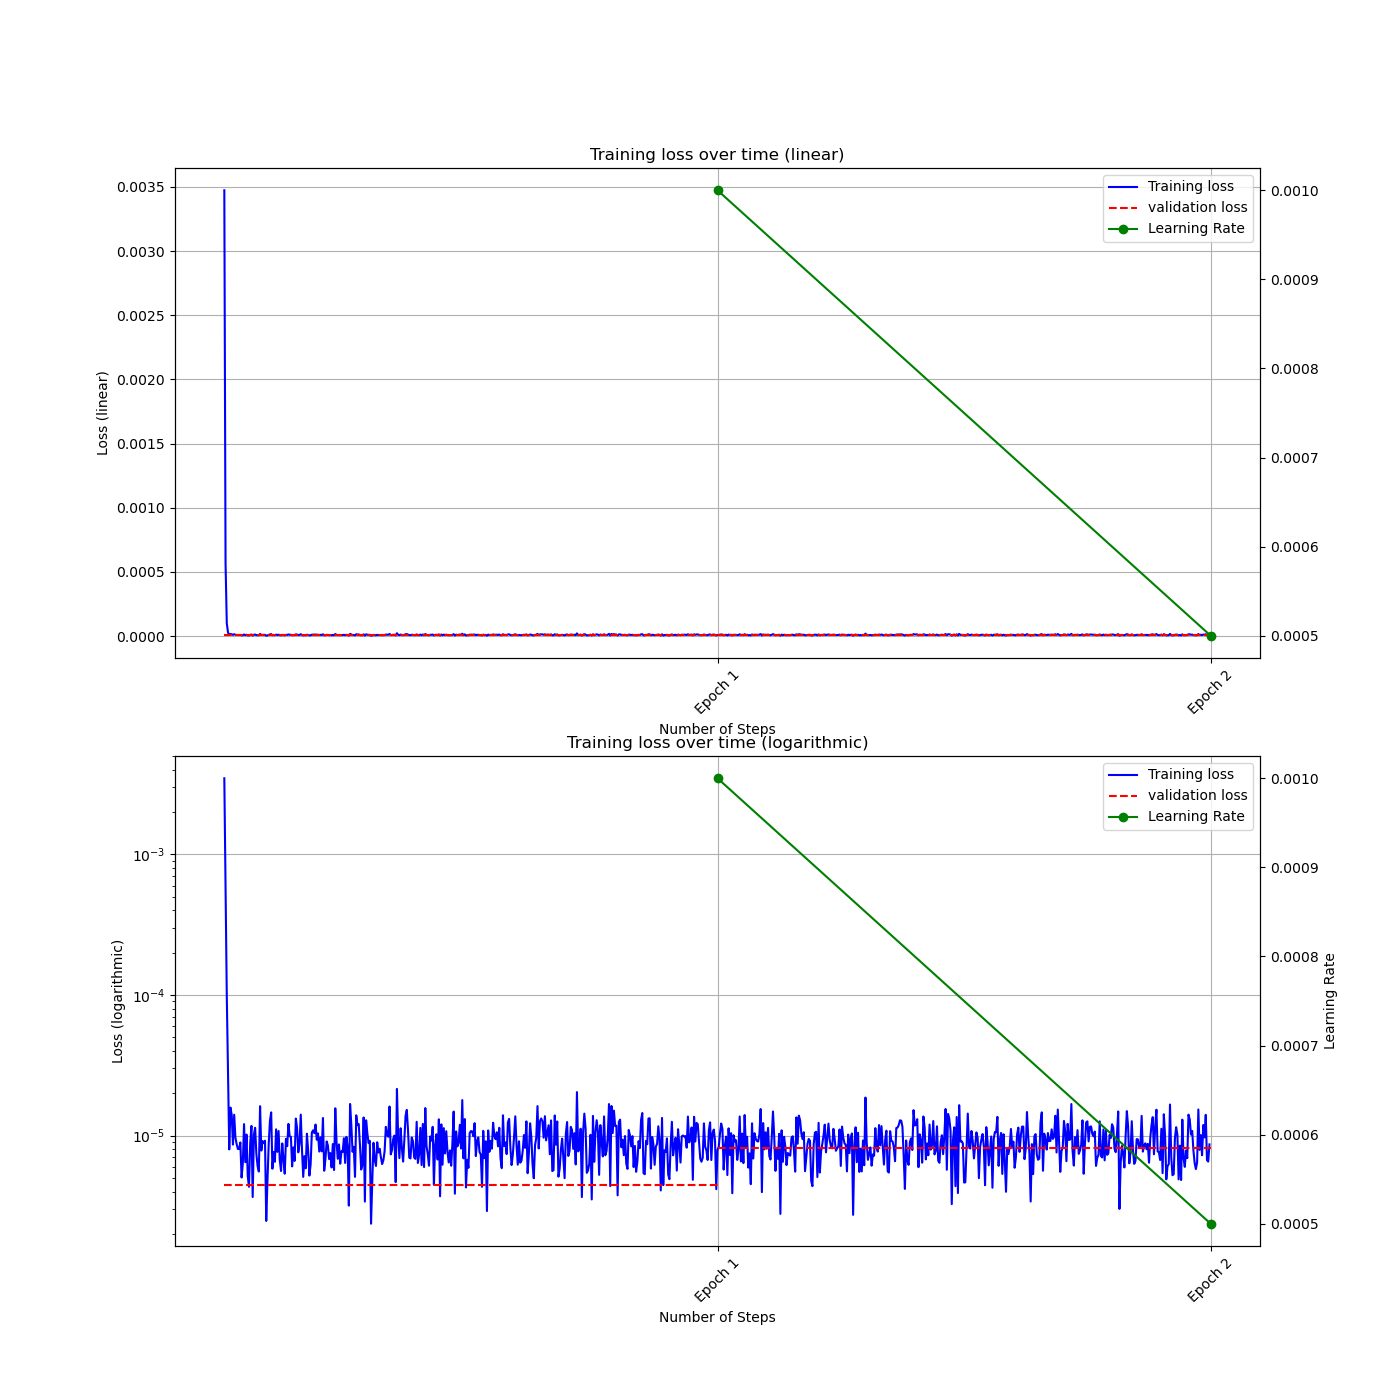 Training loss over time (linear)
Training loss
validation loss
Learning Rate
0.0035
0.0030
0.0025
0.0020
0.0015
0.0010
0.0005
0.0000
Loss (linear)
0.0010
0.0009
0.0008
0.0007
0.0006
0.0005
Epoch 1
Epoch 2
Number of Steps
Training loss over time (logarithmic)
Training loss
validation loss
Learning Rate
10⁻³
10⁻⁴
10⁻⁵
Loss (logarithmic)
0.0010
0.0009
0.0008
0.0007
0.0006
0.0005
Learning Rate
Epoch 1
Epoch 2
Number of Steps